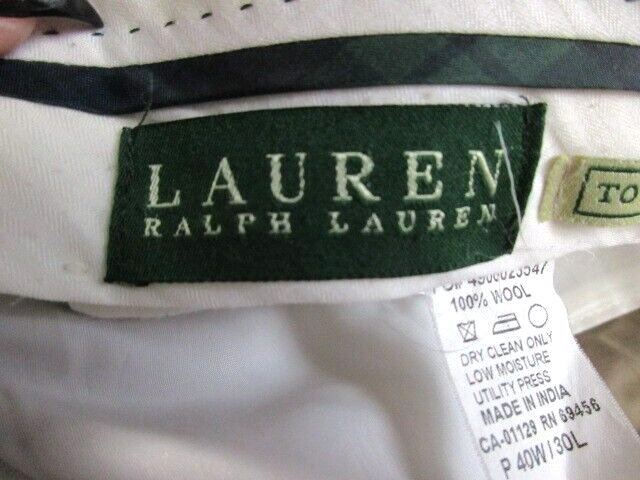 LAUREN
RALPH LAUREN
TO
100% WOOL
DRY CLEAN ONLY
LOW MOISTURE
UTILITY PRESS
MADE IN INDIA
CA-01129 RN 69456
P 40W/30L